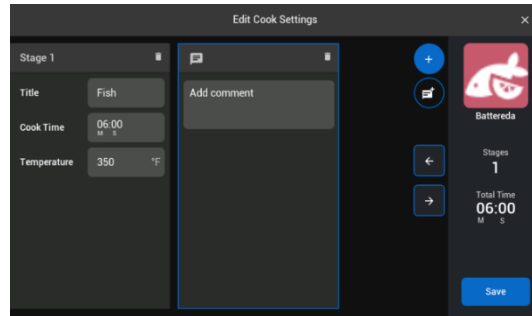 Edit Cook Settings
Stage 1
Title
Fish
Cook Time
06:00
M S
Temperature
350 °F
Add comment
Battereda
Stages
1
Total Time
06:00
M S
Save